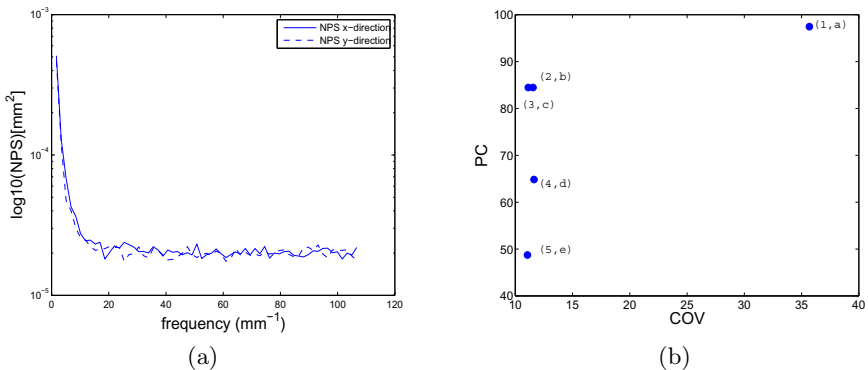 NPS x−direction
NPS y−direction
10⁻³
10⁻⁴
10⁻⁵
log10(NPS)[mm²]
0 20 40 60 80 100 120
frequency (mm⁻¹)
(a)
100
90
80
70
60
50
40
PC
(1,a)
(2,b)
(3,c)
(4,d)
(5,e)
10 15 20 25 30 35 40
COV
(b)